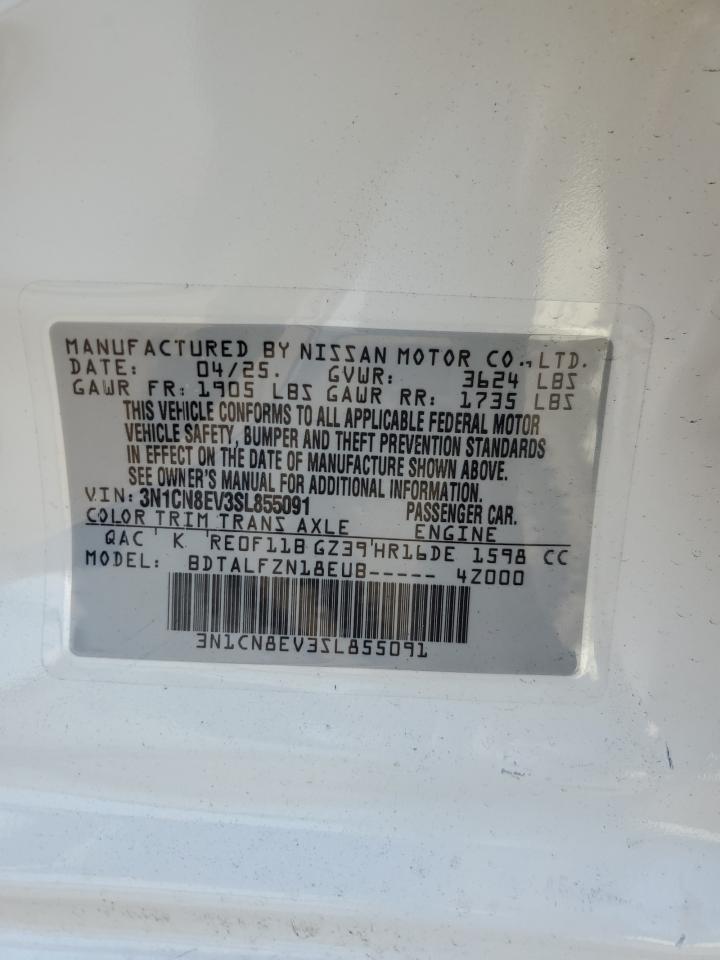 MANUFACTURED BY NISSAN MOTOR CO., LTD.
DATE: 04/25. GVWR: 3624 LBS
GAWR FR: 1905 LBS GAWR RR: 1735 LBS
THIS VEHICLE CONFORMS TO ALL APPLICABLE FEDERAL MOTOR
VEHICLE SAFETY, BUMPER AND THEFT PREVENTION STANDARDS
IN EFFECT ON THE DATE OF MANUFACTURE SHOWN ABOVE.
SEE OWNER'S MANUAL FOR ADDITIONAL INFORMATION.
VIN: 3N1CN8EV3SL855091 PASSENGER CAR.
COLOR TRIM TRANS AXLE ENGINE
QAC K RE0F11B GZ39 HR16DE 1598 CC
MODEL: BDTALFZN18EUB----- 4Z000
3N1CN8EV3SL855091